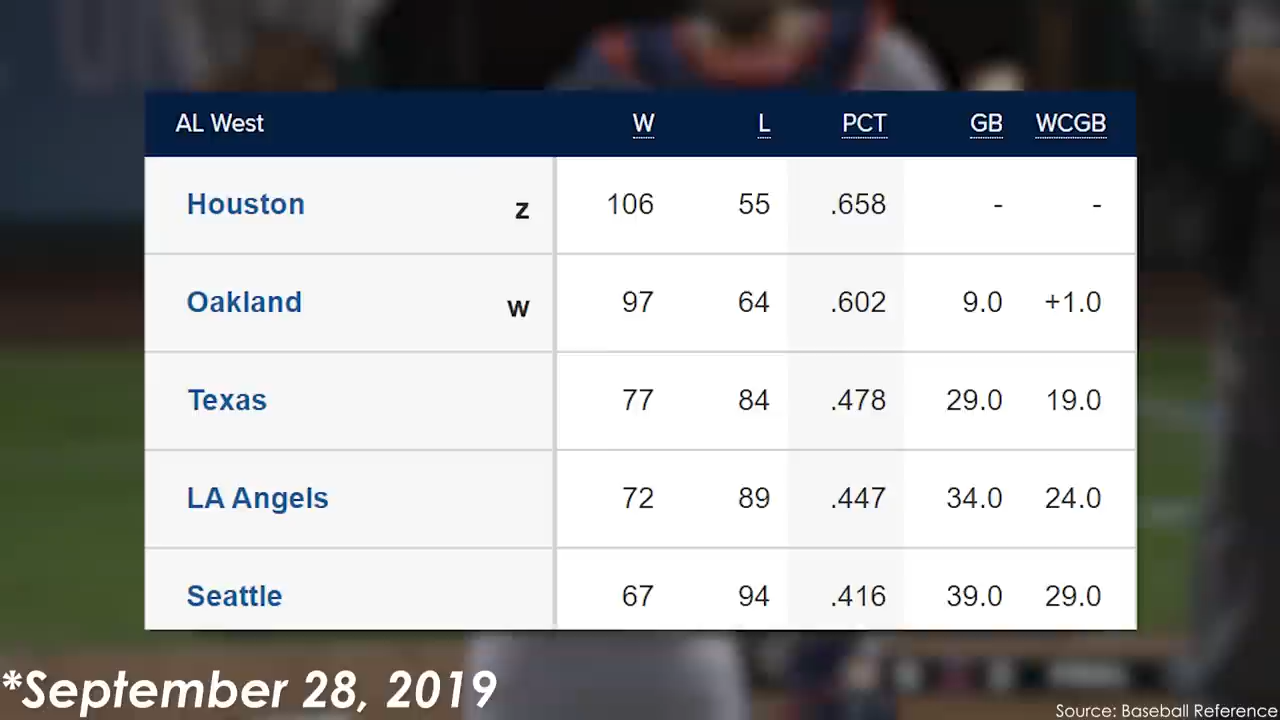 AL West W L PCT GB WCGB
Houston z 106 55 .658 - -
Oakland w 97 64 .602 9.0 +1.0
Texas 77 84 .478 29.0 19.0
LA Angels 72 89 .447 34.0 24.0
Seattle 67 94 .416 39.0 29.0
*September 28, 2019
Source: Baseball Reference